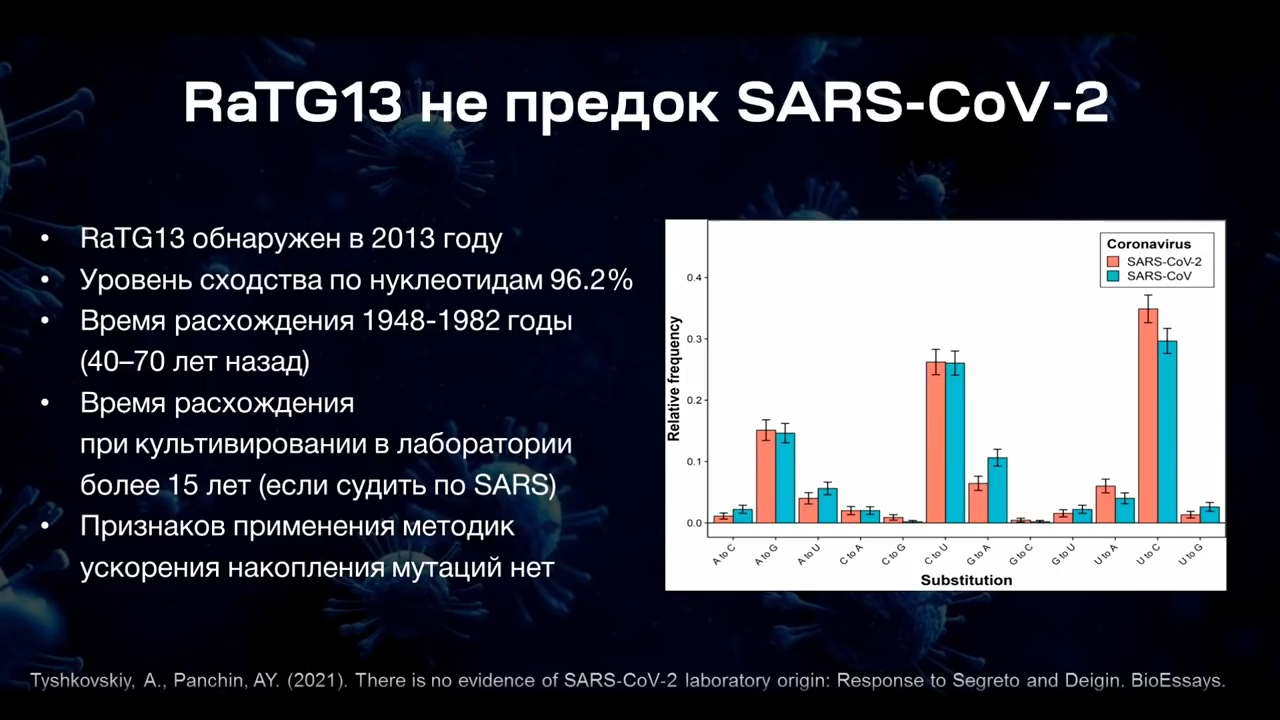 RaTG13 не предок SARS-CoV-2
• RaTG13 обнаружен в 2013 году
• Уровень сходства по нуклеотидам 96.2%
• Время расхождения 1948-1982 годы
(40–70 лет назад)
• Время расхождения
при культивировании в лаборатории
более 15 лет (если судить по SARS)
• Признаков применения методик
ускорения накопления мутаций нет
Coronavirus
SARS-CoV-2
SARS-CoV
Relative frequency
0.4
0.3
0.2
0.1
0.0
A to C
A to G
A to U
C to A
C to G
C to U
G to A
G to C
G to U
U to A
U to C
U to G
Substitution
Tyshkovskiy, A., Panchin, AY. (2021). There is no evidence of SARS-CoV-2 laboratory origin: Response to Segreto and Deigin. BioEssays.